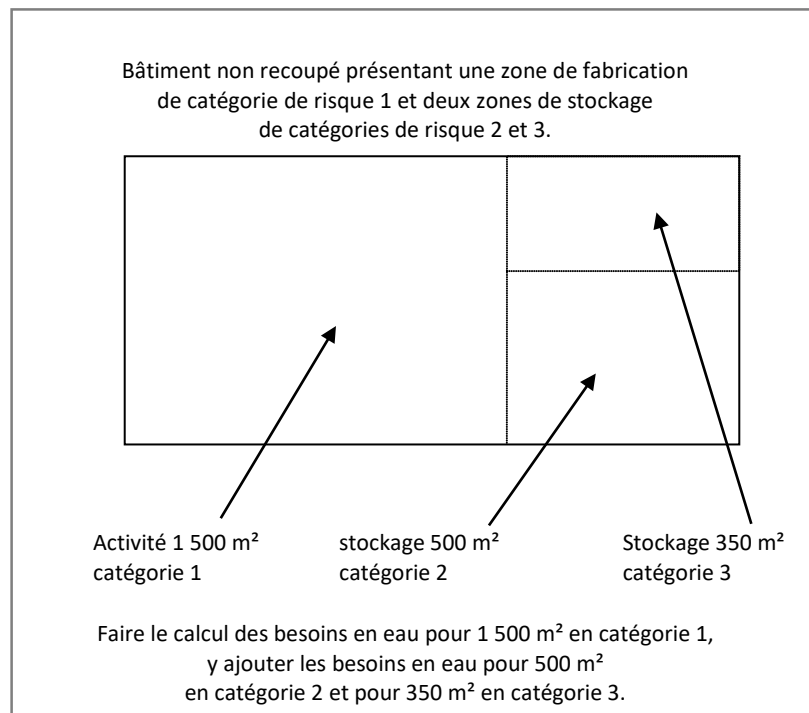 Bâtiment non recoupé présentant une zone de fabrication
de catégorie de risque 1 et deux zones de stockage
de catégories de risque 2 et 3.
Activité 1 500 m²
catégorie 1
stockage 500 m²
catégorie 2
Stockage 350 m²
catégorie 3
Faire le calcul des besoins en eau pour 1 500 m² en catégorie 1,
y ajouter les besoins en eau pour 500 m²
en catégorie 2 et pour 350 m² en catégorie 3.